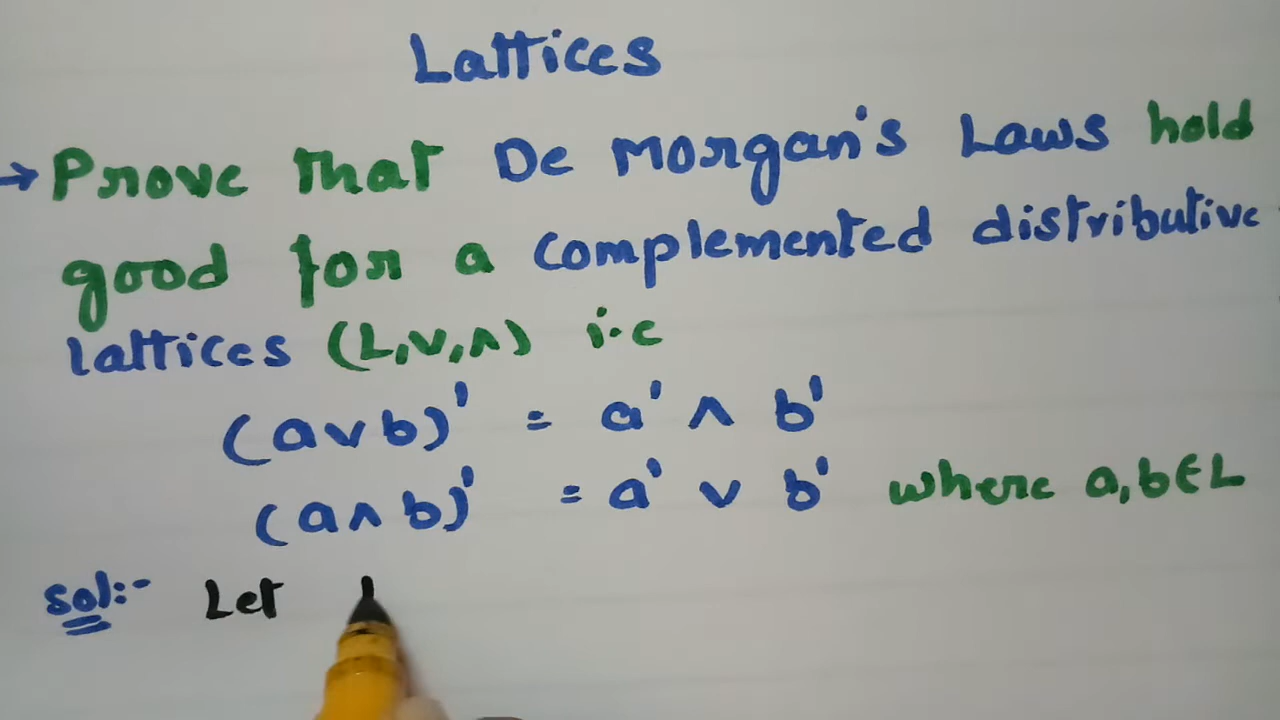 Lattices
→ Prove that De Morgan's Laws hold
good for a complemented distributive
lattices (L,∨,∧) i.e
(a∨b)' = a' ∧ b'
(a∧b)' = a' ∨ b' where a,b∈L
Sol:- Let